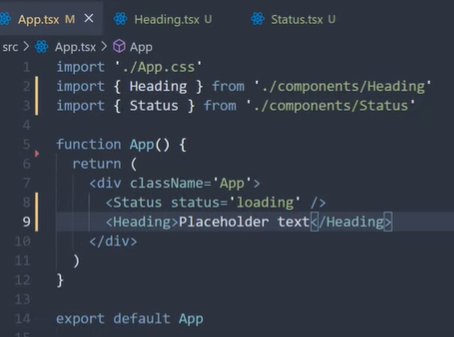 App.tsx M Heading.tsx U Status.tsx U
src > App.tsx > App
1 import './App.css'
2 import { Heading } from './components/Heading'
3 import { Status } from './components/Status'
4
5 function App() {
6 return (
7 <div className='App'>
8 <Status status='loading' />
9 <Heading>Placeholder text</Heading>
10 </div>
11 )
12 }
13
14 export default App
15